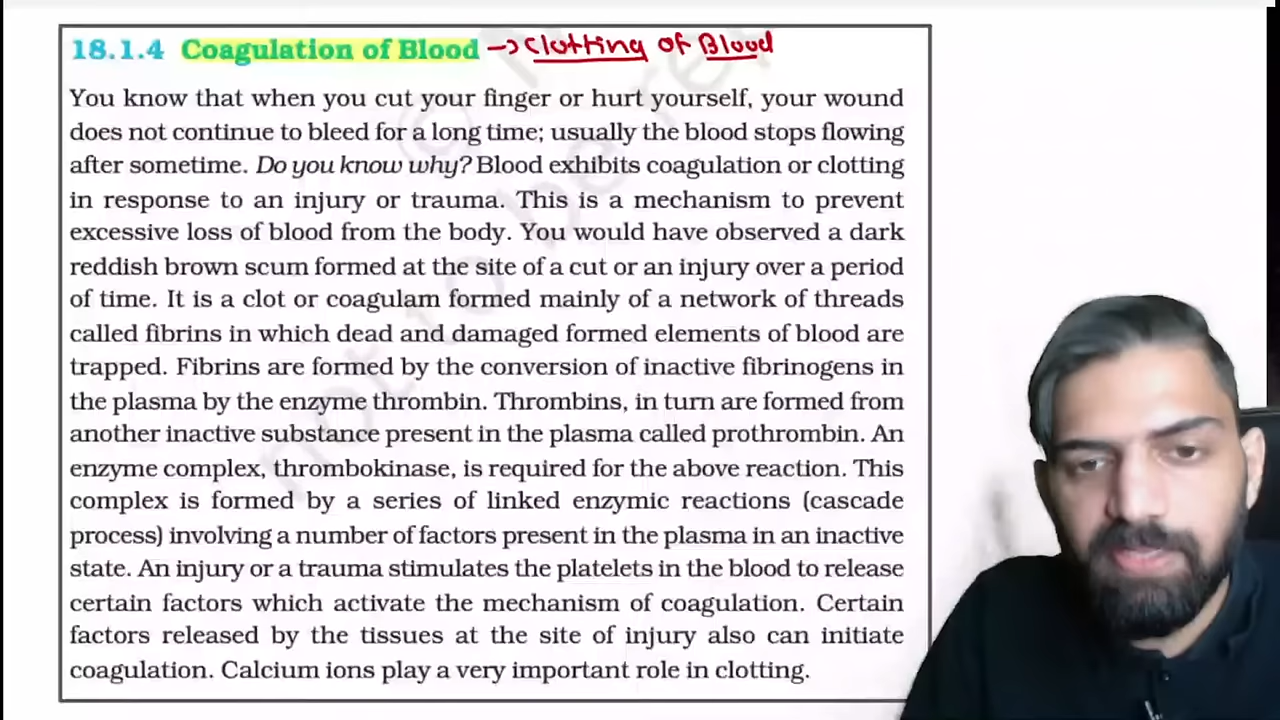 18.1.4 Coagulation of Blood → Clotting of Blood
You know that when you cut your finger or hurt yourself, your wound
does not continue to bleed for a long time; usually the blood stops flowing
after sometime. Do you know why? Blood exhibits coagulation or clotting
in response to an injury or trauma. This is a mechanism to prevent
excessive loss of blood from the body. You would have observed a dark
reddish brown scum formed at the site of a cut or an injury over a period
of time. It is a clot or coagulam formed mainly of a network of threads
called fibrins in which dead and damaged formed elements of blood are
trapped. Fibrins are formed by the conversion of inactive fibrinogens in
the plasma by the enzyme thrombin. Thrombins, in turn are formed from
another inactive substance present in the plasma called prothrombin. An
enzyme complex, thrombokinase, is required for the above reaction. This
complex is formed by a series of linked enzymic reactions (cascade
process) involving a number of factors present in the plasma in an inactive
state. An injury or a trauma stimulates the platelets in the blood to release
certain factors which activate the mechanism of coagulation. Certain
factors released by the tissues at the site of injury also can initiate
coagulation. Calcium ions play a very important role in clotting.